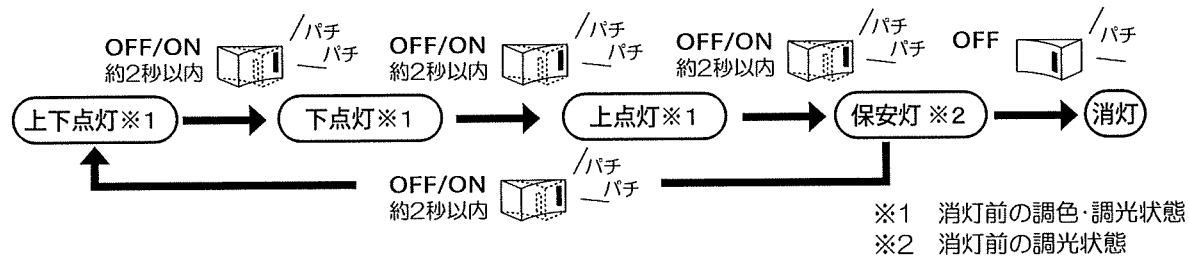 OFF/ON
約2秒以内
パチ
パチ
OFF/ON
約2秒以内
パチ
パチ
OFF/ON
約2秒以内
パチ
パチ
OFF
パチ
上下点灯※1
下点灯※1
上点灯※1
保安灯 ※2
消灯
OFF/ON
約2秒以内
パチ
パチ
※1 消灯前の調色・調光状態
※2 消灯前の調光状態